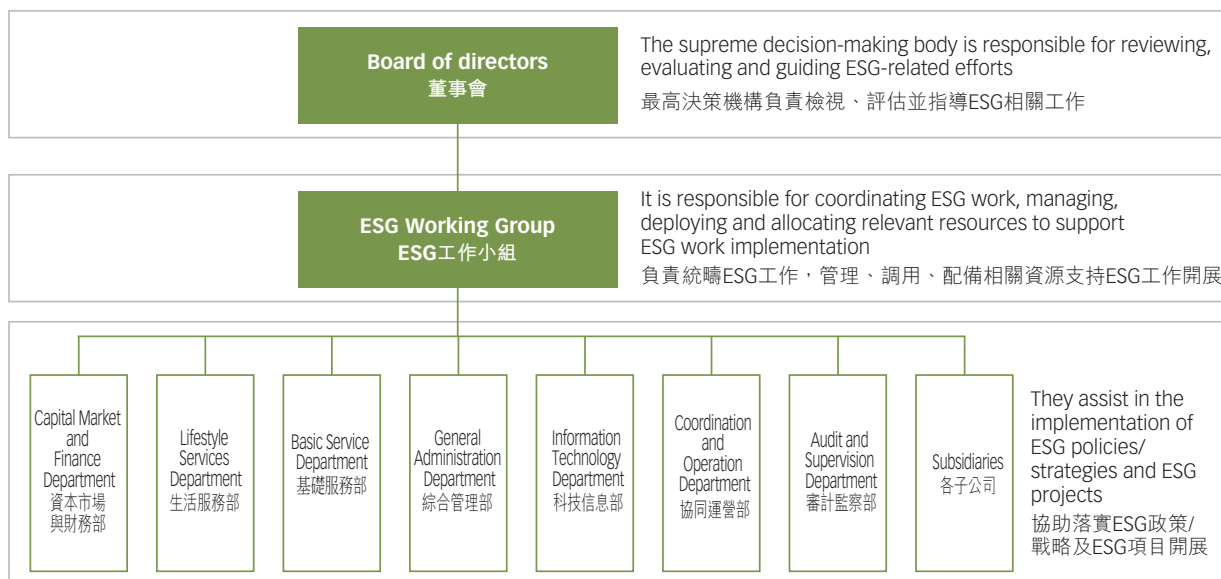 Board of directors
董事會
The supreme decision-making body is responsible for reviewing,
evaluating and guiding ESG-related efforts
最高決策機構負責檢視、評估並指導ESG相關工作
ESG Working Group
ESG工作小組
It is responsible for coordinating ESG work, managing,
deploying and allocating relevant resources to support
ESG work implementation
負責統疇ESG工作，管理、調用、配備相關資源支持ESG工作開展
Capital Market
and
Finance
Department
資本市場
與財務部
Lifestyle
Services
Department
生活服務部
Basic Service
Department
基礎服務部
General
Administration
Department
綜合管理部
Information
Technology
Department
科技信息部
Coordination
and
Operation
Department
協同運營部
Audit and
Supervision
Department
審計監察部
Subsidiaries
各子公司
They assist in the
implementation of
ESG policies/
strategies and ESG
projects
協助落實ESG政策/
戰略及ESG項目開展